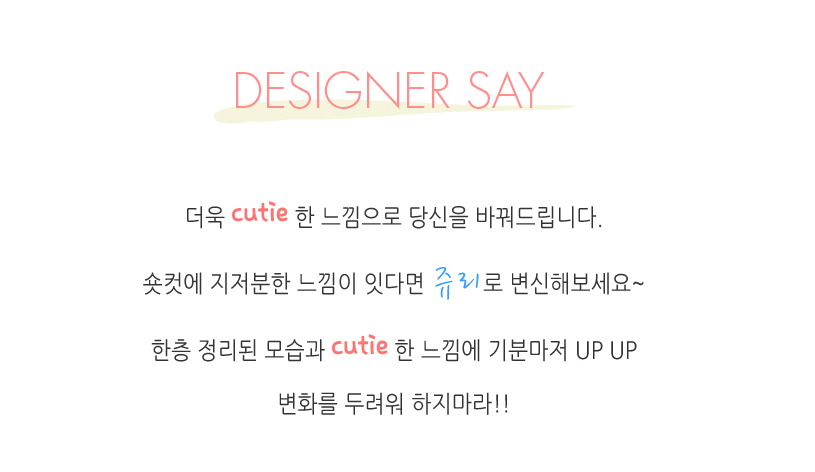 DESIGNER SAY
더욱 cutie 한 느낌으로 당신을 바꿔드립니다.
숏컷에 지저분한 느낌이 잇다면 쥬리로 변신해보세요~
한층 정리된 모습과 cutie 한 느낌에 기분마저 UP UP
변화를 두려워 하지마라!!